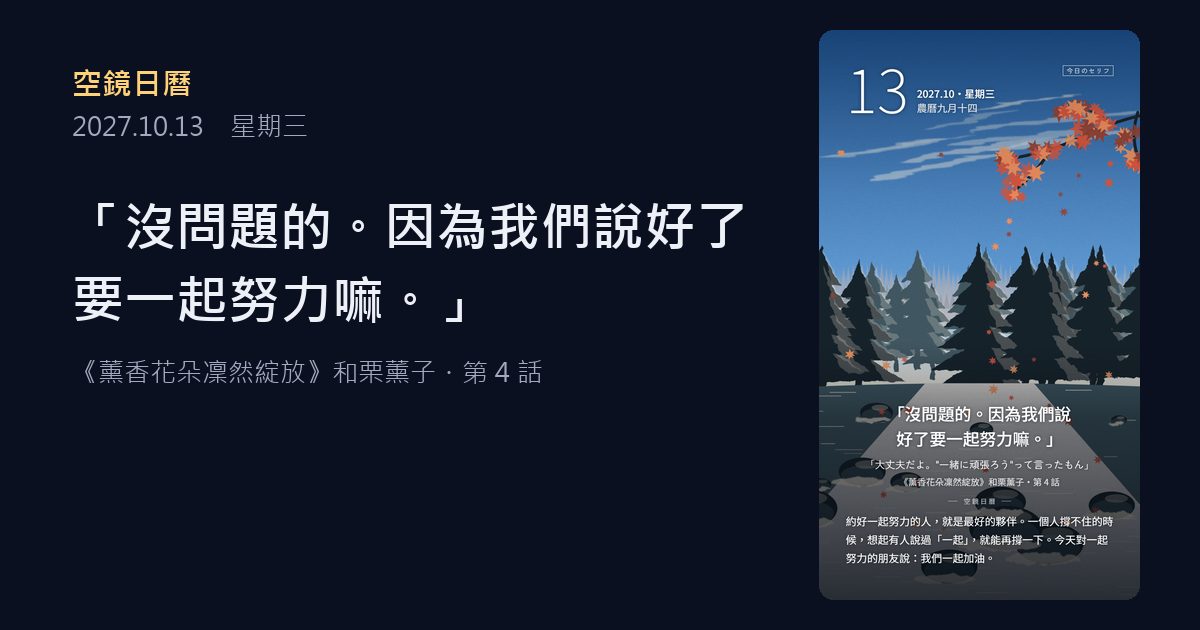 空鏡日曆
2027.10.13 星期三
「沒問題的。因為我們說好了
要一起努力嘛。」
《薰香花朵凜然綻放》和栗薰子・第 4 話
13
2027.10・星期三
農曆九月十四
今日のセリフ
「沒問題的。因為我們說
好了要一起努力嘛。」
「大丈夫だよ。"一緒に頑張ろう"って言ったもん」
《薰香花朵凜然綻放》和栗薰子・第 4 話
— 空鏡日曆 —
約好一起努力的人，就是最好的夥伴。一個人撐不住的時
候，想起有人說過「一起」，就能再撐一下。今天對一起
努力的朋友說：我們一起加油。